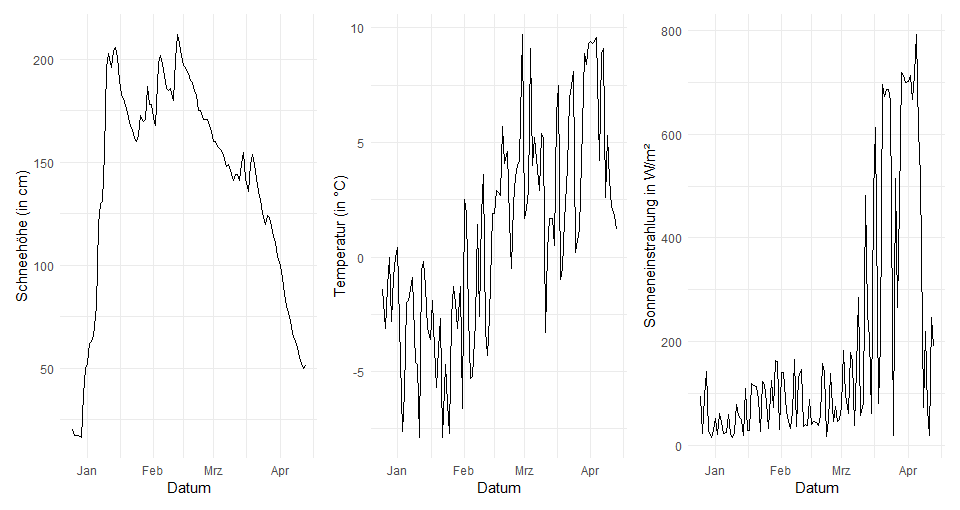 Schneehöhe (in cm)
200
150
100
50
Jan Feb Mrz Apr
Datum
Temperatur (in °C)
10
5
0
-5
Jan Feb Mrz Apr
Datum
Sonneneinstrahlung in W/m²
800
600
400
200
0
Jan Feb Mrz Apr
Datum